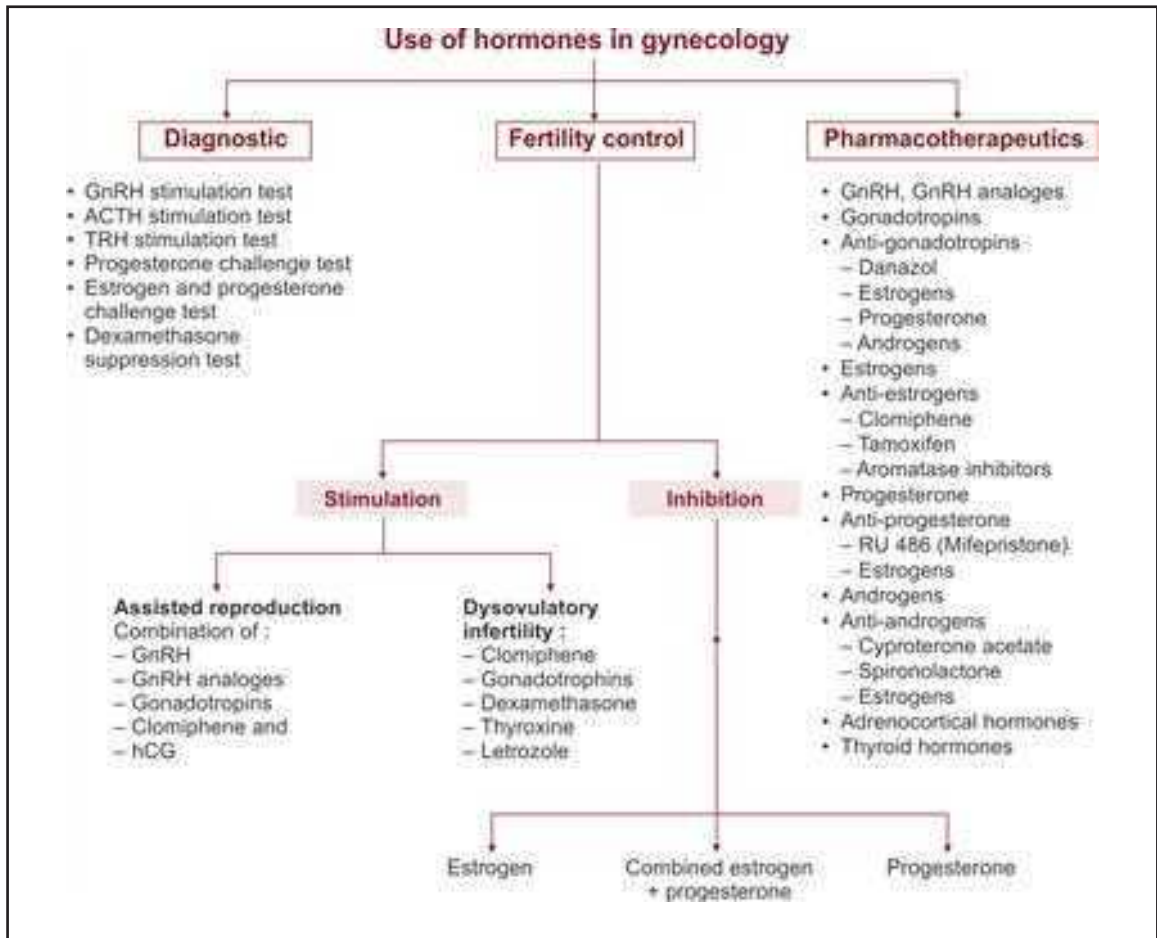 Use of hormones in gynecology
Diagnostic
• GnRH stimulation test
• ACTH stimulation test
• TRH stimulation test
• Progesterone challenge test
• Estrogen and progesterone
challenge test
• Dexamethasone
suppression test
Fertility control
Stimulation
Assisted reproduction
Combination of :
– GnRH
– GnRH analoges
– Gonadotropins
– Clomiphene and
– hCG
Dysovulatory
infertility :
– Clomiphene
– Gonadotrophins
– Dexamethasone
– Thyroxine
– Letrozole
Inhibition
Estrogen
Combined estrogen
+ progesterone
Progesterone
Pharmacotherapeutics
• GnRH, GnRH analoges
• Gonadotropins
• Anti-gonadotropins
– Danazol
– Estrogens
– Progesterone
– Androgens
• Estrogens
• Anti-estrogens
– Clomiphene
– Tamoxifen
– Aromatase inhibitors
• Progesterone
• Anti-progesterone
– RU 486 (Mifepristone)
– Estrogens
• Androgens
• Anti-androgens
– Cyproterone acetate
– Spironolactone
– Estrogens
• Adrenocortical hormones
• Thyroid hormones